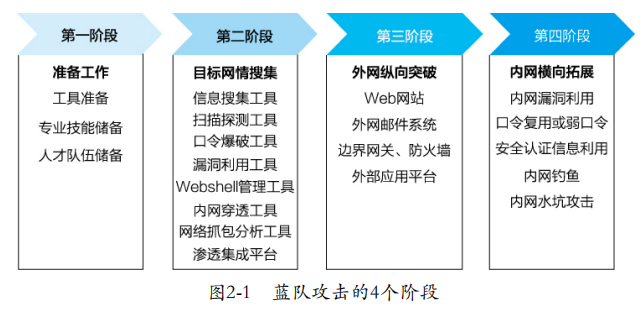 第一阶段
准备工作
工具准备
专业技能储备
人才队伍储备
第二阶段
目标网情搜集
信息搜集工具
扫描探测工具
口令爆破工具
漏洞利用工具
Webshell管理工具
内网穿透工具
网络抓包分析工具
渗透集成平台
第三阶段
外网纵向突破
Web网站
外网邮件系统
边界网关、防火墙
外部应用平台
第四阶段
内网横向拓展
内网漏洞利用
口令复用或弱口令
安全认证信息利用
内网钓鱼
内网水坑攻击
图2-1 蓝队攻击的4个阶段